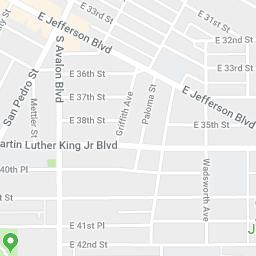 E 31st St
E Jefferson Blvd
E 32nd St
E 33rd St
E 33rd St
S Avalon Blvd
E 36th St
San Pedro St
E 37th St
Griffith Ave
Paloma St
E Jefferson Blvd
Mettler St
E 38th St
E 35th St
artin Luther King Jr Blvd
40th Pl
Wadsworth Ave
E 41st Pl
J
E 42nd St